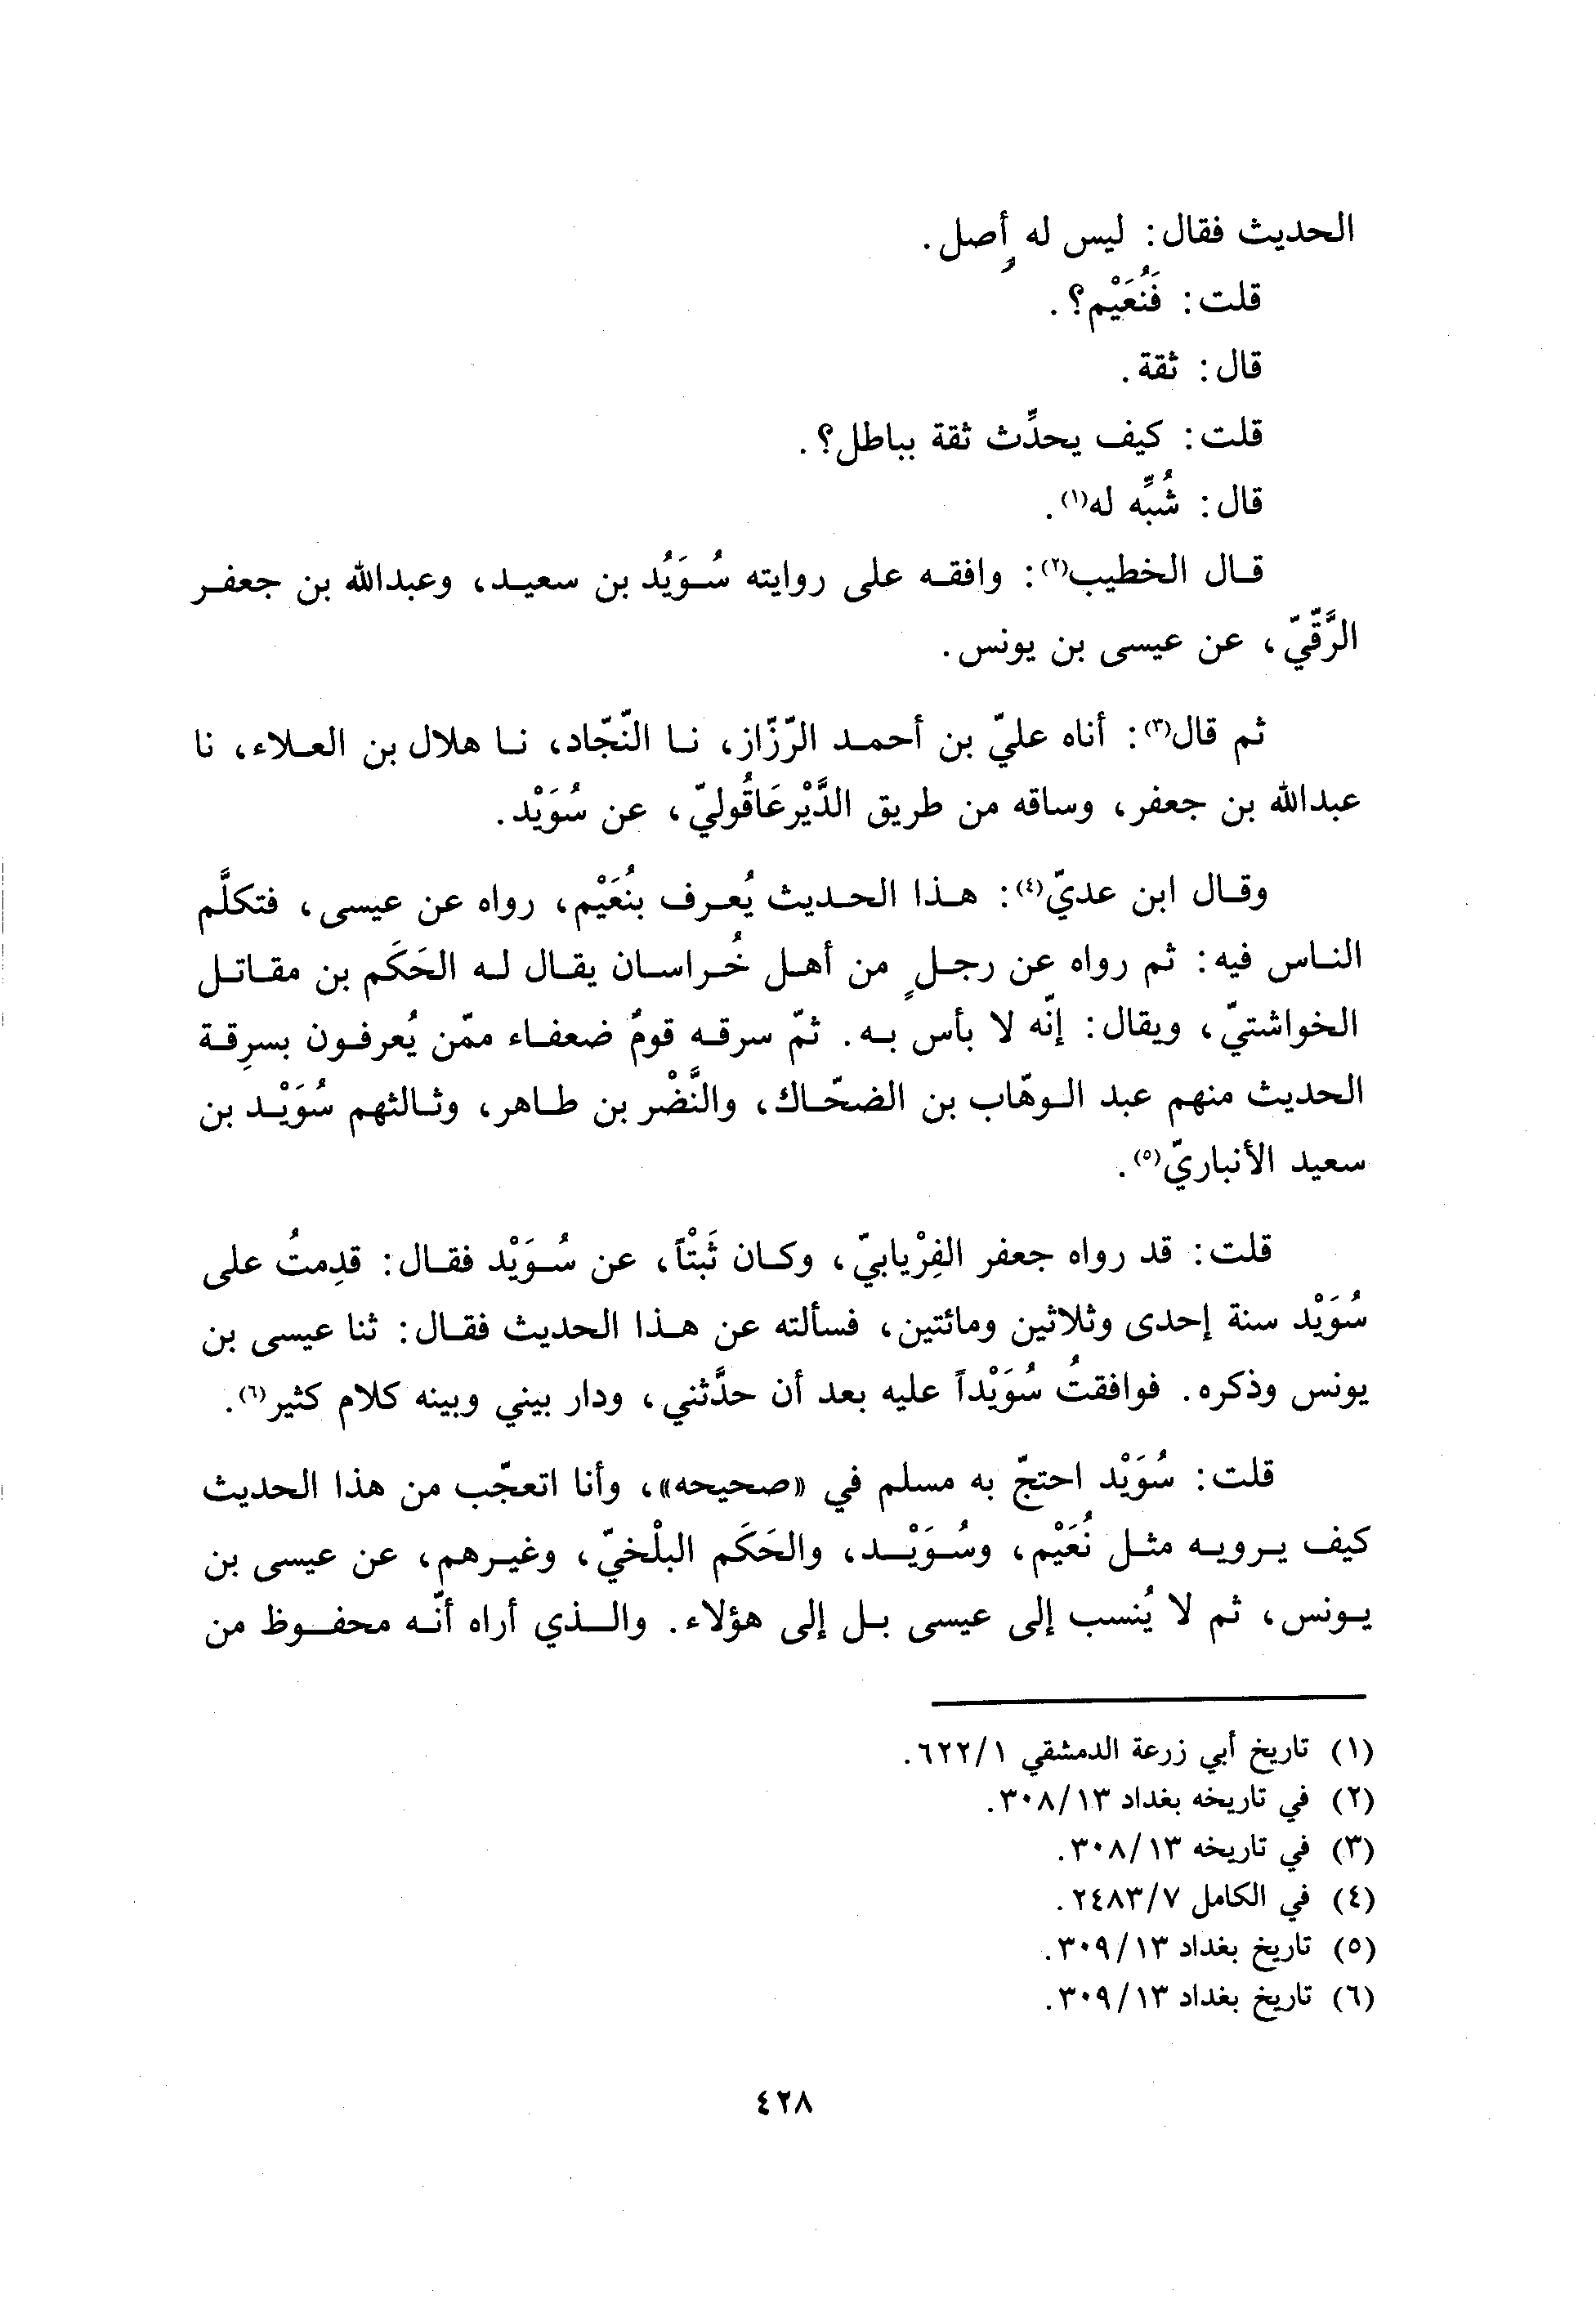 الحديث فقال: ليس له أصل.
قلت: فَنُعَيْم؟.
قال: ثقة.
قلت: كيف يحدِّث ثقة بباطل؟.
قال: شُبِّه له(١).
قال الخطيب(٢): وافقه على روايته سُوَيُد بن سعيد، وعبدالله بن جعفر
الرَّقّيّ، عن عيسى بن يونس.
ثم قال(٣): أناه عليّ بن أحمد الرّزّاز، نا النّجّاد، نا هلال بن العلاء، نا
عبدالله بن جعفر، وساقه من طريق الدَّيْرعَاقُوليّ، عن سُوَيْد.
وقال ابن عديّ(٤): هذا الحديث يُعرف بنُعَيْم، رواه عن عيسى، فتكلَّم
الناس فيه: ثم رواه عن رجلٍ من أهل خُراسان يقال له الحَكَم بن مقاتل
الخواشتيّ، ويقال: إنّه لا بأس به. ثمّ سرقه قومٌ ضعفاء ممّن يُعرفون بسرِقة
الحديث منهم عبد الوهّاب بن الضحّاك، والنَّضْر بن طاهر، وثالثهم سُوَيْد بن
سعيد الأنباريّ(٥).
قلت: قد رواه جعفر الفِرْيابيّ، وكان ثَبْتاً، عن سُوَيْد فقال: قدِمتُ على
سُوَيْد سنة إحدى وثلاثين ومائتين، فسألته عن هذا الحديث فقال: ثنا عيسى بن
يونس وذكره. فوافقتُ سُوَيْداً عليه بعد أن حدَّثني، ودار بيني وبينه كلام كثير(٦).
قلت: سُوَيْد احتجّ به مسلم في «صحيحه»، وأنا اتعجّب من هذا الحديث
كيف يرويه مثل نُعَيْم، وسُوَيْد، والحَكَم البلْخيّ، وغيرهم، عن عيسى بن
يونس، ثم لا يُنسب إلى عيسى بل إلى هؤلاء. والذي أراه أنّه محفوظ من
(١) تاريخ أبي زرعة الدمشقي ٦٢٢/١.
(٢) في تاريخه بغداد ٣٠٨/١٣.
(٣) في تاريخه ٣٠٨/١٣.
(٤) في الكامل ٢٤٨٣/٧.
(٥) تاريخ بغداد ٣٠٩/١٣.
(٦) تاريخ بغداد ٣٠٩/١٣.
٤٢٨